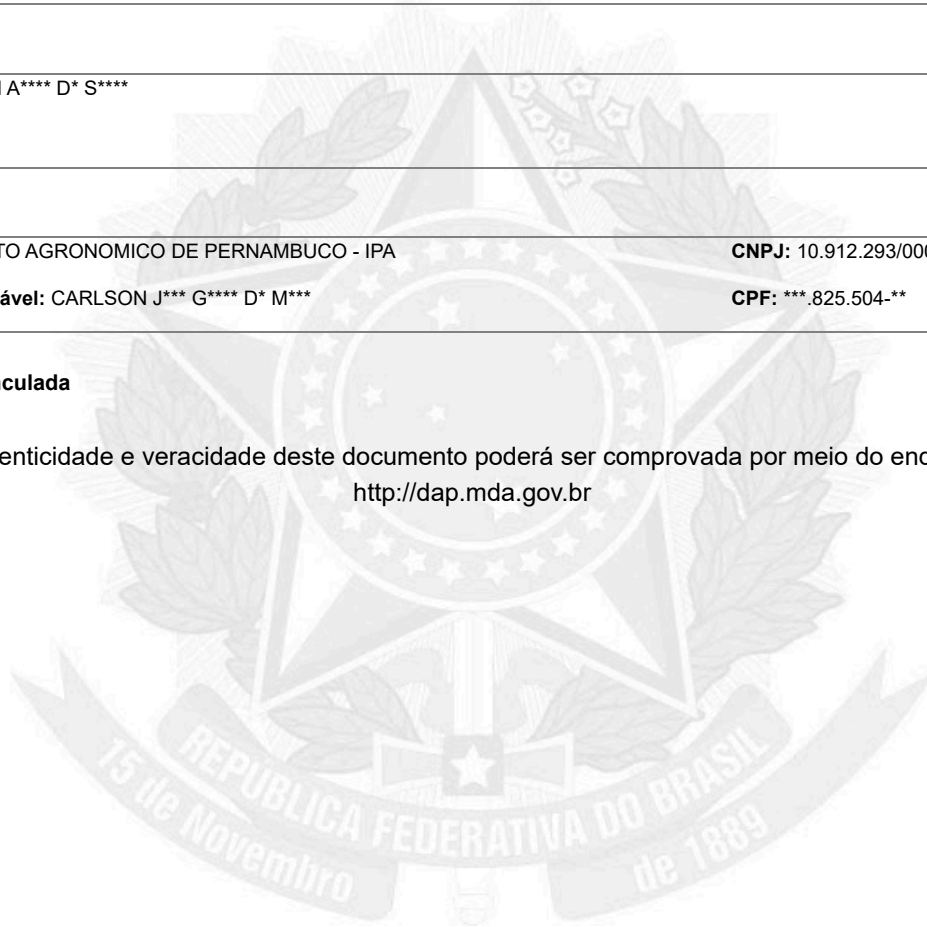 A**** D* S****
TO AGRONOMICO DE PERNAMBUCO - IPA CNPJ: 10.912.293/000
ável: CARLSON J*** G**** D* M*** CPF: ***.825.504-**
culada
enticidade e veracidade deste documento poderá ser comprovada por meio do end
http://dap.mda.gov.br
REPUBLICA FEDERATIVA DO BRASIL
15 de Novembro de 1889